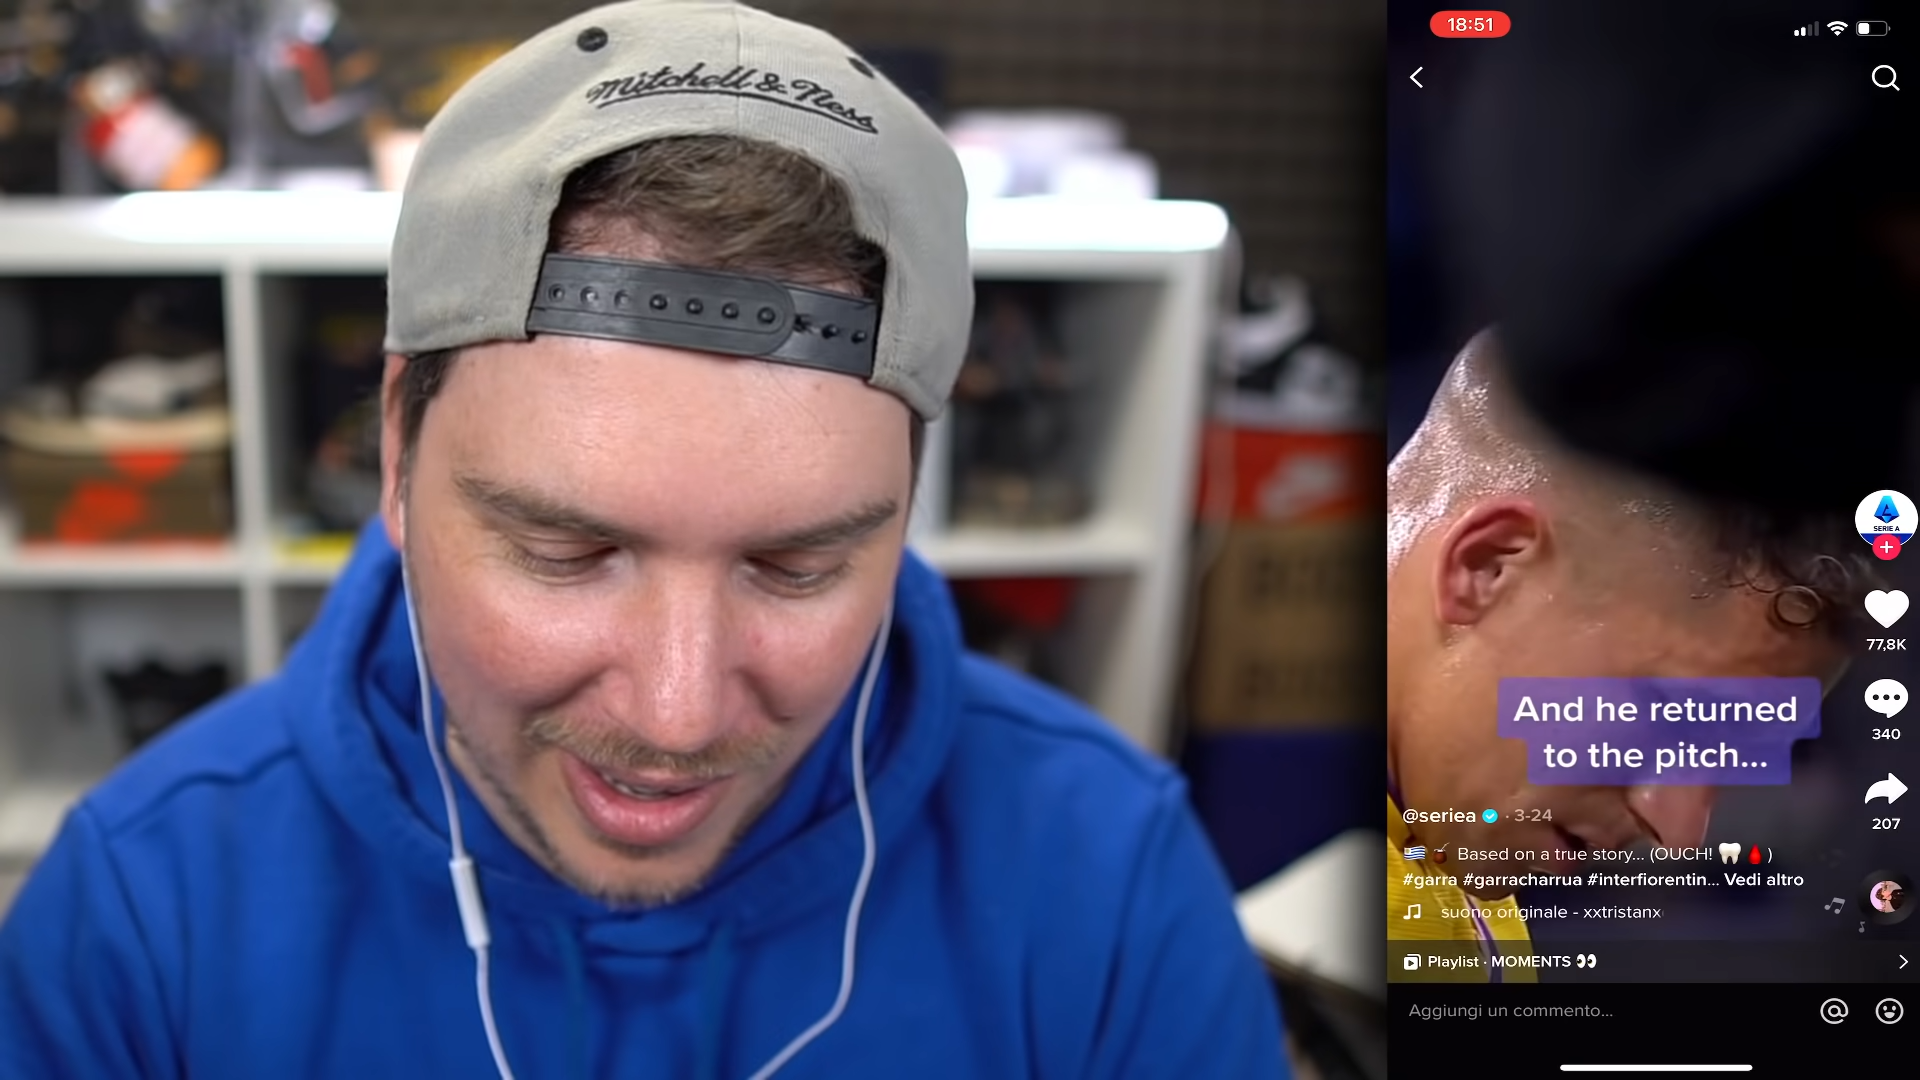 Mitchell & Ness
18:51
SERIE A
77,8K
And he returned
to the pitch...
340
@seriea · 3-24
207
Based on a true story... (OUCH! 🦷🩸)
#garra #garracharrua #interfiorentin... Vedi altro
suono originale - xxtristanx
Playlist · MOMENTS 👀
Aggiungi un commento...